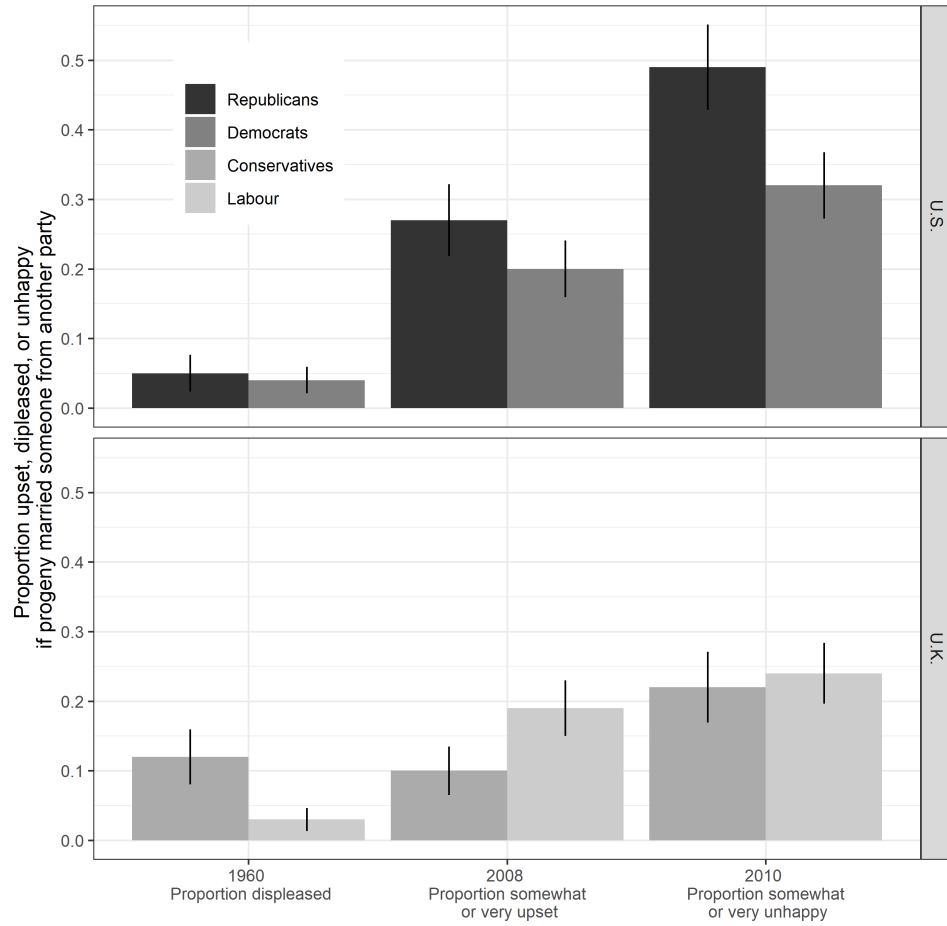 Proportion upset, dipleased, or unhappy
if progeny married someone from another party
0.5
0.4
0.3
0.2
0.1
0.0
Republicans
Democrats
Conservatives
Labour
U.S.
0.5
0.4
0.3
0.2
0.1
0.0
U.K.
1960
Proportion displeased
2008
Proportion somewhat
or very upset
2010
Proportion somewhat
or very unhappy